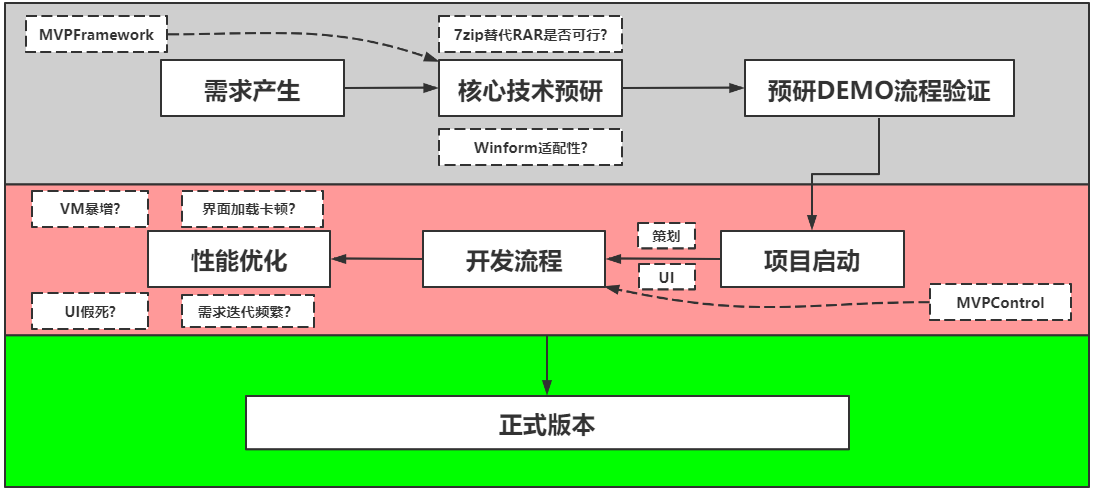 MVPFramework
7zip替代RAR是否可行?
需求产生
核心技术预研
预研DEMO流程验证
Winform适配性?
VM暴增?
界面加载卡顿?
策划
性能优化
开发流程
项目启动
UI
UI假死?
需求迭代频繁?
MVPControl
正式版本